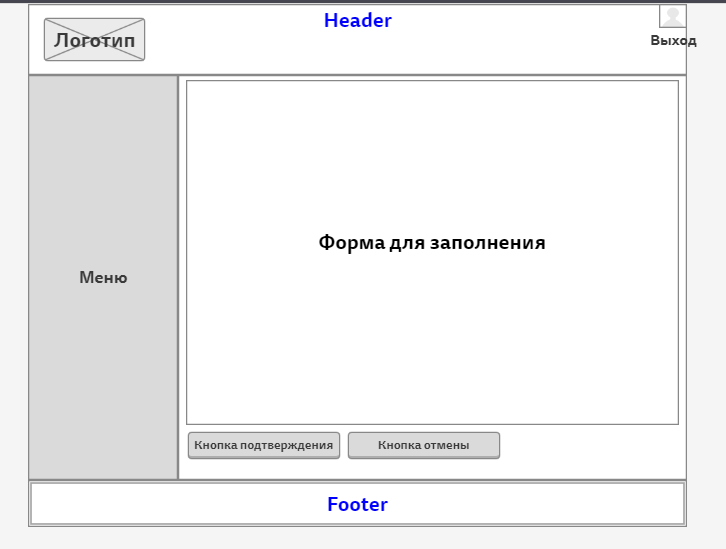 Header
Логотип
Выход
Меню
Форма для заполнения
Кнопка подтверждения
Кнопка отмены
Footer